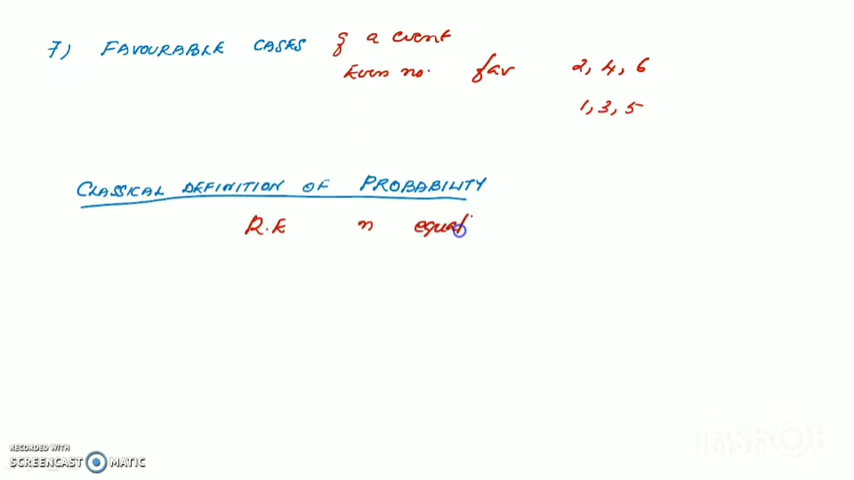 7) FAVOURABLE CASES of a event
Even no. fav 2, 4, 6
1, 3, 5
CLASSICAL DEFINITION OF PROBABILITY
R.E n equal
RECORDED WITH
SCREENCAST MATIC